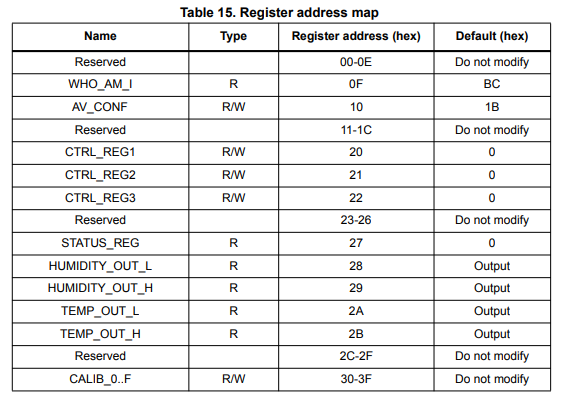 Table 15. Register address map
Name Type Register address (hex) Default (hex)
Reserved 00-0E Do not modify
WHO_AM_I R 0F BC
AV_CONF R/W 10 1B
Reserved 11-1C Do not modify
CTRL_REG1 R/W 20 0
CTRL_REG2 R/W 21 0
CTRL_REG3 R/W 22 0
Reserved 23-26 Do not modify
STATUS_REG R 27 0
HUMIDITY_OUT_L R 28 Output
HUMIDITY_OUT_H R 29 Output
TEMP_OUT_L R 2A Output
TEMP_OUT_H R 2B Output
Reserved 2C-2F Do not modify
CALIB_0..F R/W 30-3F Do not modify